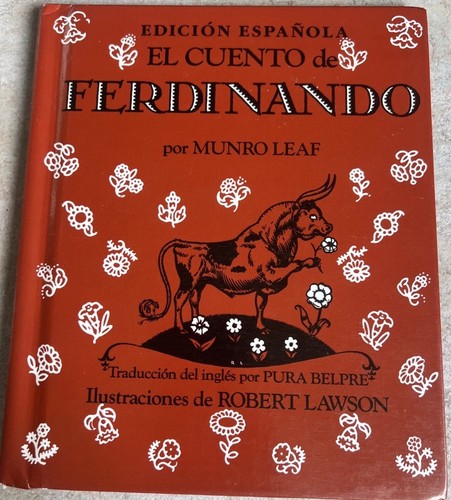 EDICIÓN ESPAÑOLA
EL CUENTO de
FERDINANDO
por MUNRO LEAF
R.L
Traducción del inglés por PURA BELPRE
Ilustraciones de ROBERT LAWSON